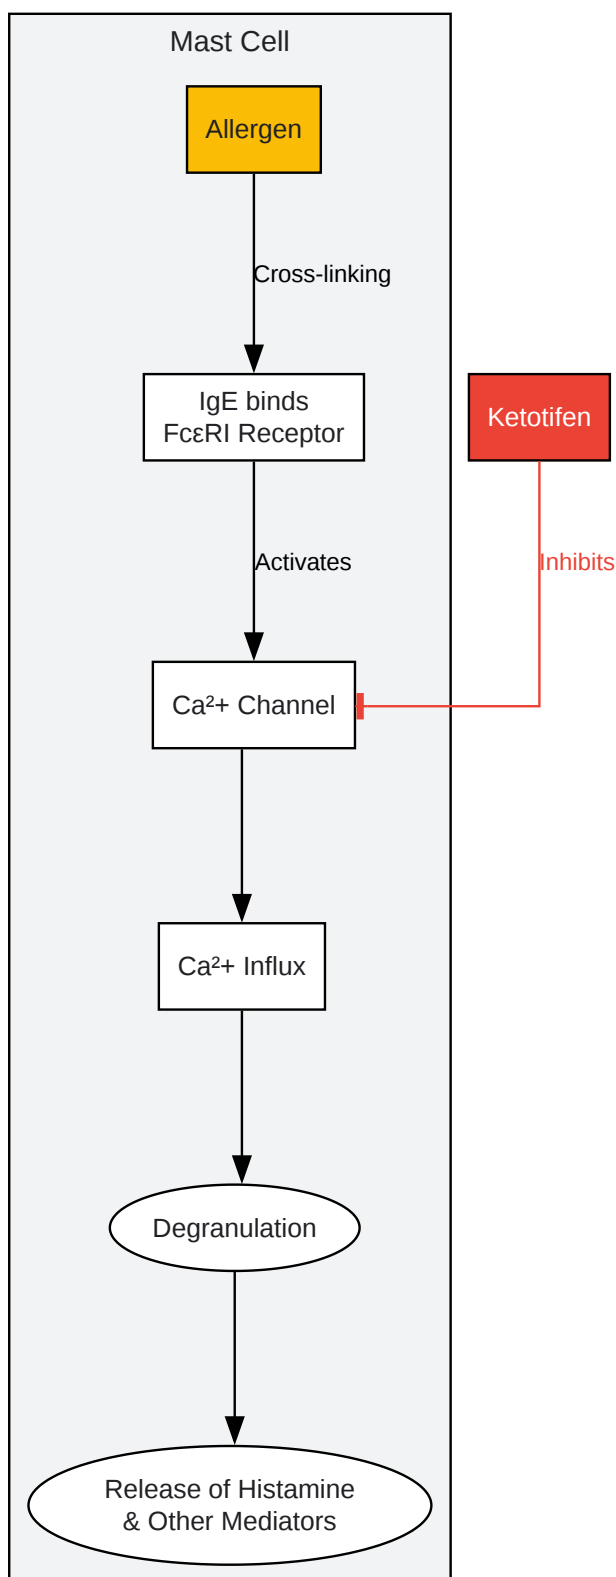 Mast Cell
Allergen
Cross-linking
IgE binds
FcεRI Receptor
Ketotifen
Activates
Inhibits
Ca²+ Channel
Ca²+ Influx
Degranulation
Release of Histamine
& Other Mediators